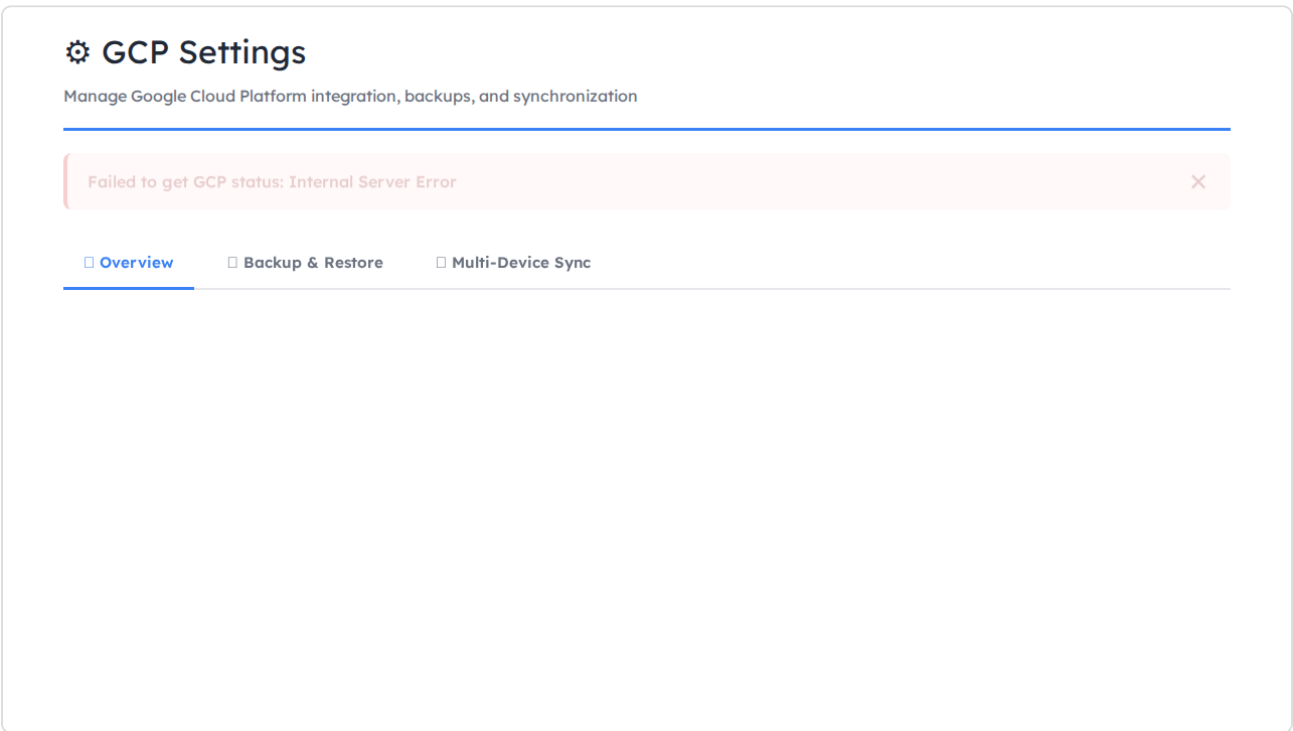 ⚙ GCP Settings
Manage Google Cloud Platform integration, backups, and synchronization
Failed to get GCP status: Internal Server Error ✕
Overview Backup & Restore Multi-Device Sync